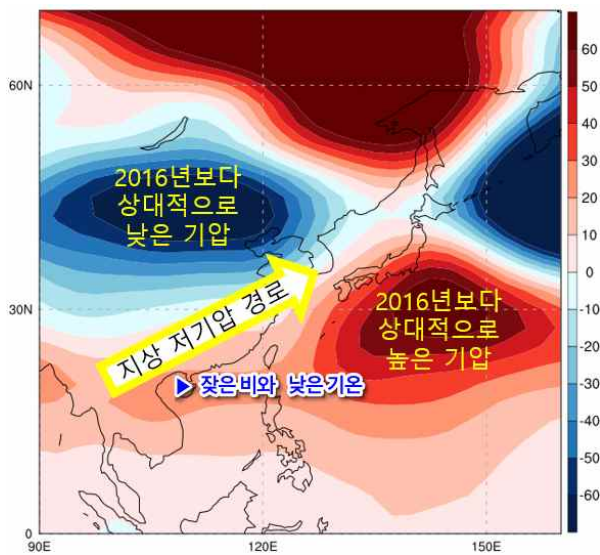 60N
2016년보다
상대적으로
낮은 기압
30N
지상 저기압 경로
2016년보다
상대적으로
높은 기압
▶ 잦은 비와 낮은 기온
0
90E
120E
150E
60
50
40
30
20
10
0
-10
-20
-30
-40
-50
-60